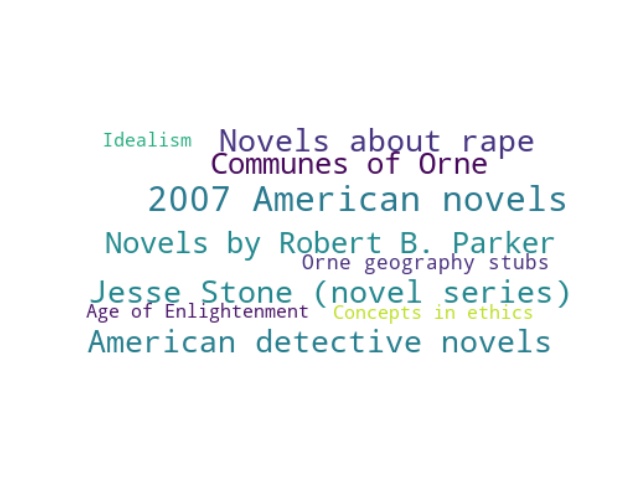 Idealism
Novels about rape
Communes of Orne
2007 American novels
Novels by Robert B. Parker
Orne geography stubs
Jesse Stone (novel series)
Age of Enlightenment
Concepts in ethics
American detective novels